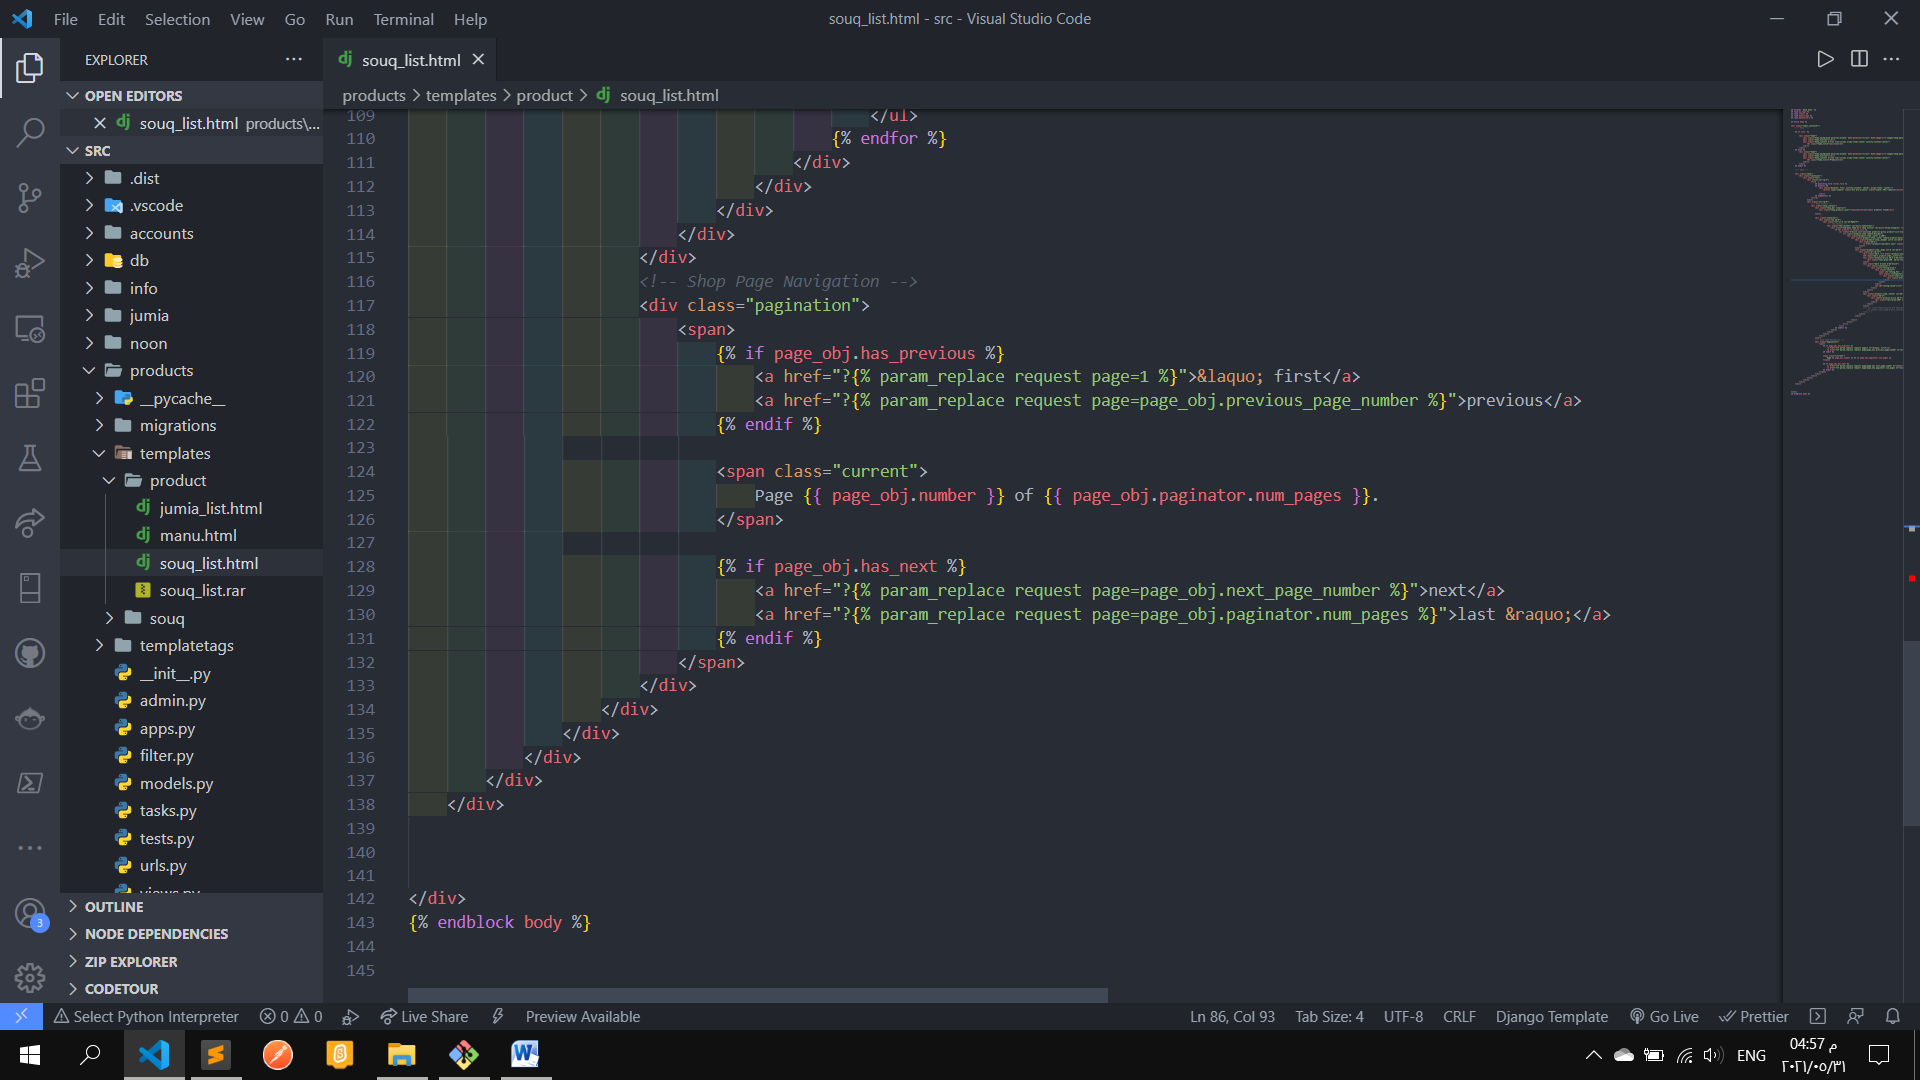 File Edit Selection View Go Run Terminal Help
souq_list.html - src - Visual Studio Code
EXPLORER
OPEN EDITORS
souq_list.html products\...
SRC
.dist
.vscode
accounts
db
info
jumia
noon
products
__pycache__
migrations
templates
product
jumia_list.html
manu.html
souq_list.html
souq_list.rar
souq
templatetags
__init__.py
admin.py
apps.py
filter.py
models.py
tasks.py
tests.py
urls.py
views.py
OUTLINE
NODE DEPENDENCIES
ZIP EXPLORER
CODETOUR
3
souq_list.html
products > templates > product > souq_list.html
109 </ul>
110 {% endfor %}
111 </div>
112 </div>
113 </div>
114 </div>
115 </div>
116 <!-- Shop Page Navigation -->
117 <div class="pagination">
118 <span>
119 {% if page_obj.has_previous %}
120 <a href="?{% param_replace request page=1 %}">&laquo; first</a>
121 <a href="?{% param_replace request page=page_obj.previous_page_number %}">previous</a>
122 {% endif %}
123
124 <span class="current">
125 Page {{ page_obj.number }} of {{ page_obj.paginator.num_pages }}.
126 </span>
127
128 {% if page_obj.has_next %}
129 <a href="?{% param_replace request page=page_obj.next_page_number %}">next</a>
130 <a href="?{% param_replace request page=page_obj.paginator.num_pages %}">last &raquo;</a>
131 {% endif %}
132 </span>
133 </div>
134 </div>
135 </div>
136 </div>
137 </div>
138 </div>
139
140
141
142 </div>
143 {% endblock body %}
144
145
Select Python Interpreter 0 0 Live Share Preview Available
Ln 86, Col 93 Tab Size: 4 UTF-8 CRLF Django Template Go Live Prettier
ENG
04:57 م
٢٠٢١/٠٥/٣١